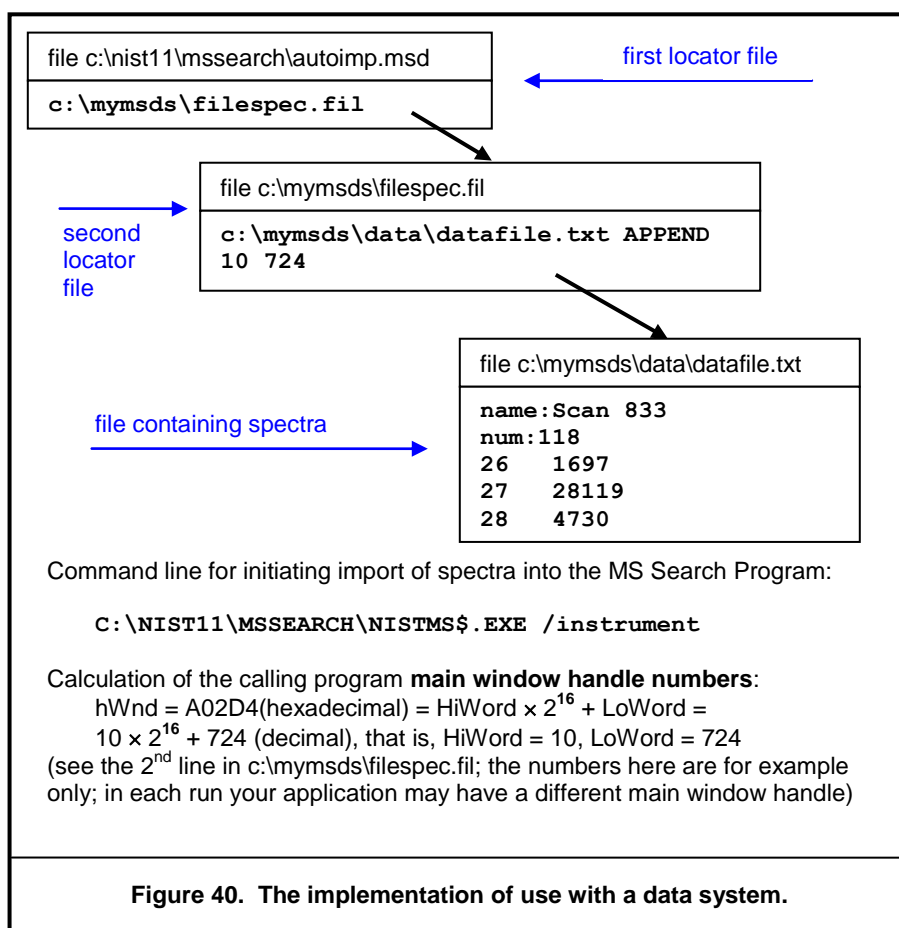 file c:\nist11\mssearch\autoimp.msd
first locator file
c:\mymsds\filespec.fil
file c:\mymsds\filespec.fil
second
locator
file
c:\mymsds\data\datafile.txt APPEND
10 724
file c:\mymsds\data\datafile.txt
file containing spectra
name:Scan 833
num:118
26 1697
27 28119
28 4730
Command line for initiating import of spectra into the MS Search Program:
C:\NIST11\MSSEARCH\NISTMS$.EXE /instrument
Calculation of the calling program main window handle numbers:
hWnd = A02D4(hexadecimal) = HiWord × 2^16 + LoWord =
10 × 2^16 + 724 (decimal), that is, HiWord = 10, LoWord = 724
(see the 2nd line in c:\mymsds\filespec.fil; the numbers here are for example
only; in each run your application may have a different main window handle)
Figure 40. The implementation of use with a data system.